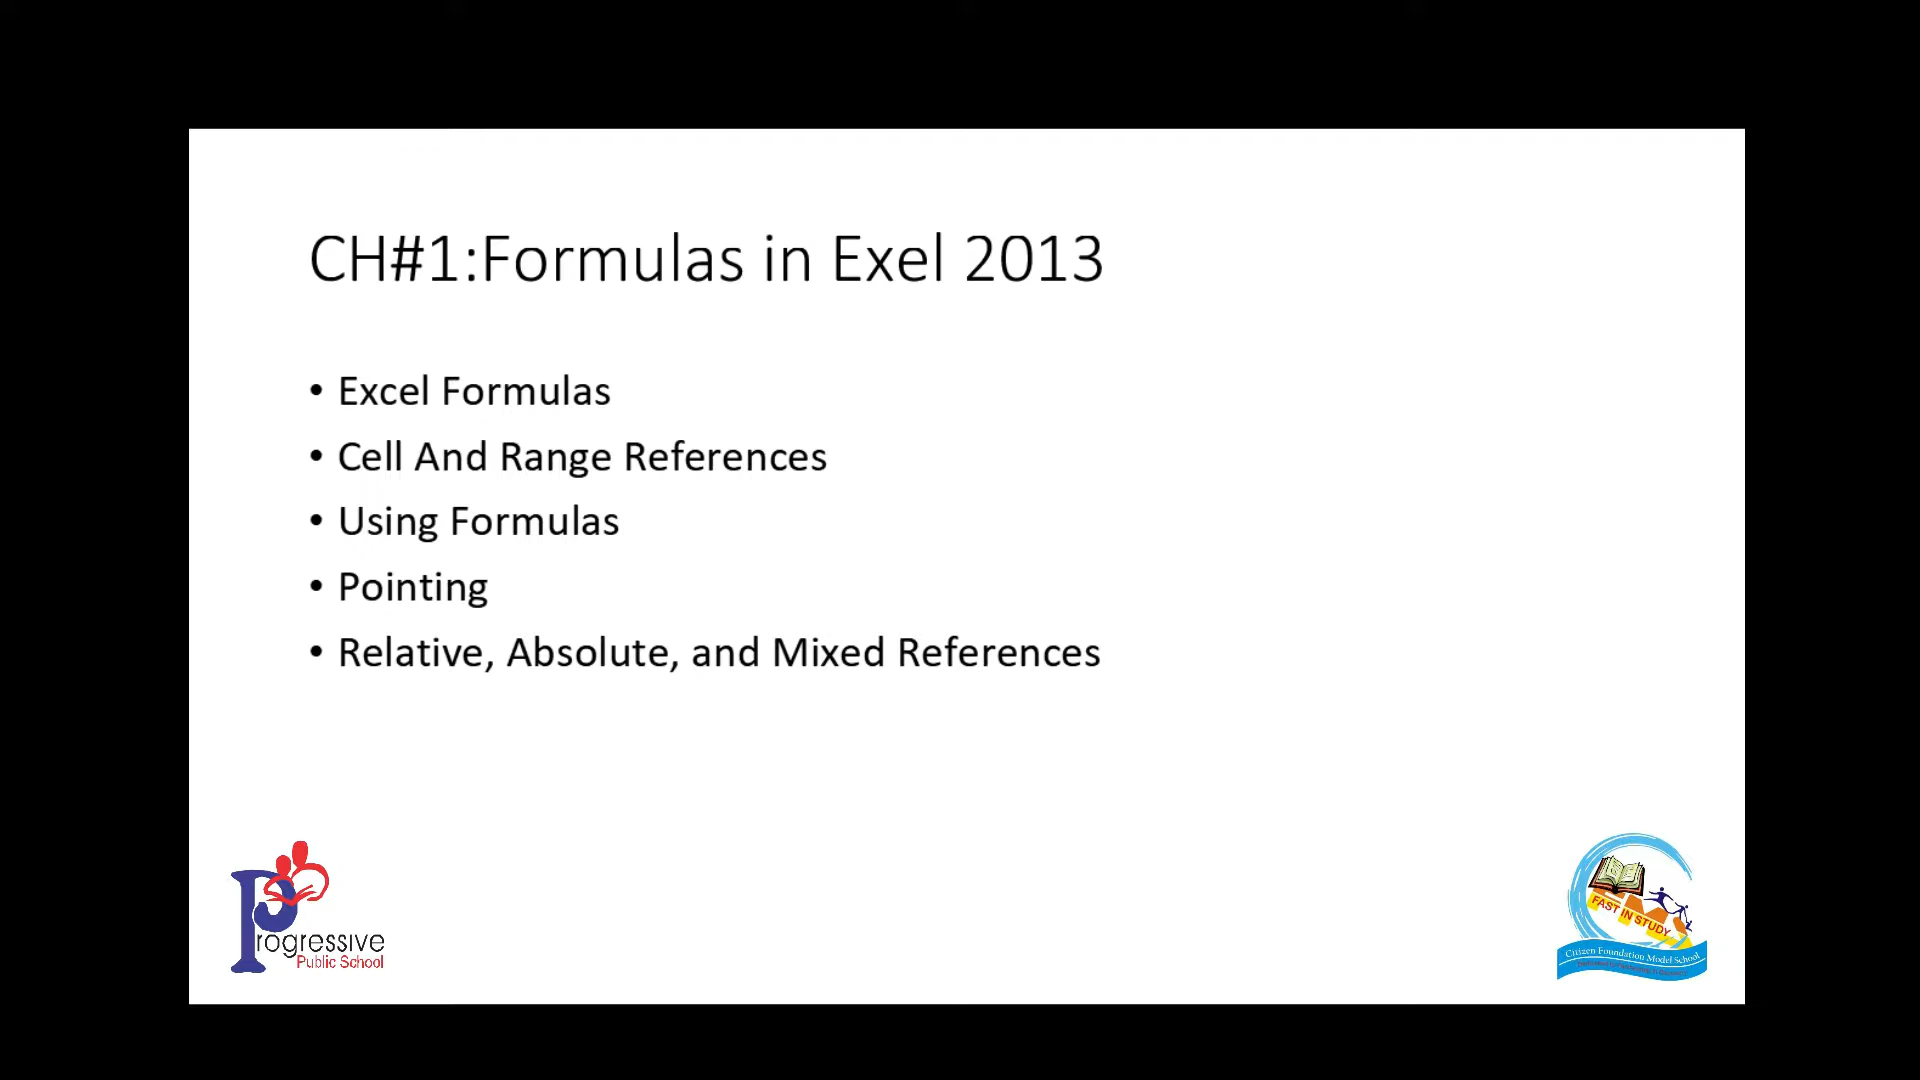 CH#1:Formulas in Exel 2013
• Excel Formulas
• Cell And Range References
• Using Formulas
• Pointing
• Relative, Absolute, and Mixed References
Progressive
Public School
FAST IN STUDY
Citizen Foundation Model School